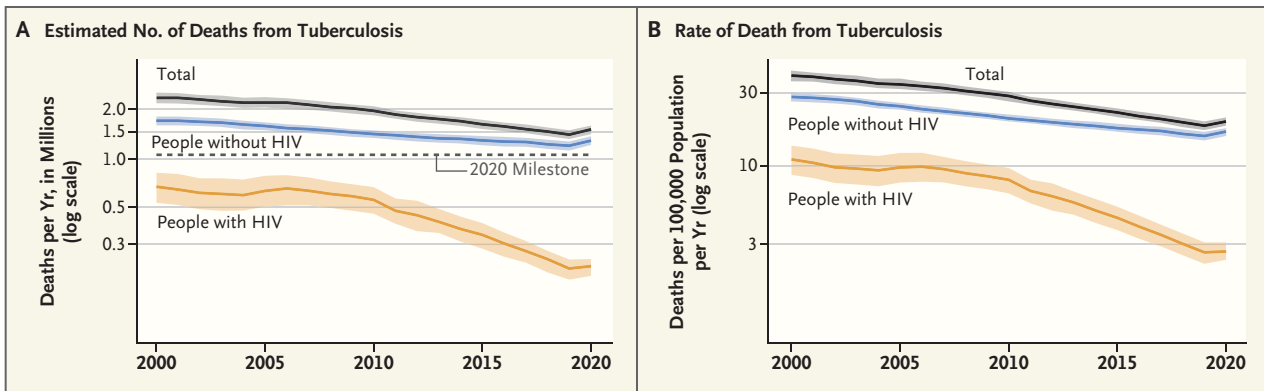 A Estimated No. of Deaths from Tuberculosis
Deaths per Yr, in Millions
(log scale)
2.0
1.5
1.0
0.5
0.3
Total
People without HIV
2020 Milestone
People with HIV
2000
2005
2010
2015
2020
B Rate of Death from Tuberculosis
Deaths per 100,000 Population
per Yr (log scale)
30
10
3
Total
People without HIV
People with HIV
2000
2005
2010
2015
2020